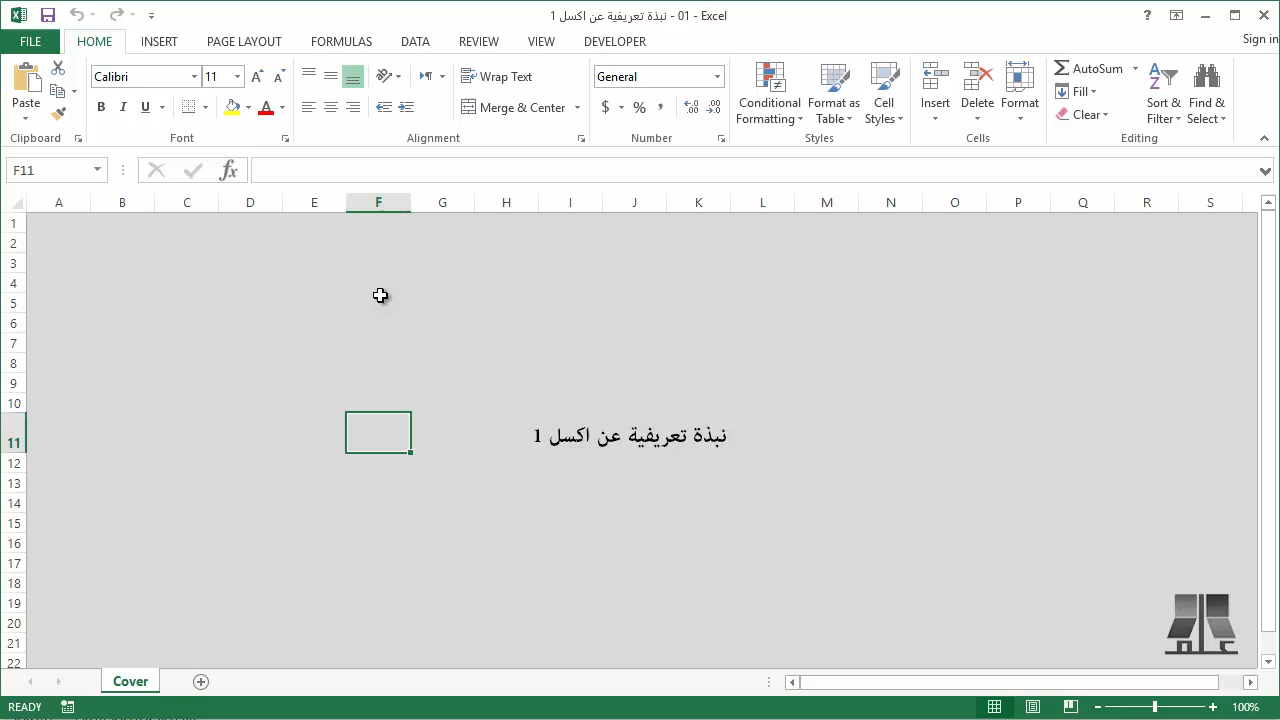 نبذة تعريفية عن اكسل 1 - 01 - Excel
FILE HOME INSERT PAGE LAYOUT FORMULAS DATA REVIEW VIEW DEVELOPER Sign in
Paste
Clipboard
Calibri 11
B I U A
Font
Wrap Text
Merge & Center
Alignment
General
$ % ,
Number
Conditional Formatting
Format as Table
Cell Styles
Styles
Insert
Delete
Format
Cells
AutoSum
Fill
Clear
Sort & Filter
Find & Select
Editing
F11 fx
A B C D E F G H I J K L M N O P Q R S
1
2
3
4
5
6
7
8
9
10
11
نبذة تعريفية عن اكسل 1
12
13
14
15
16
17
18
19
20
21
22
Cover
READY 100%